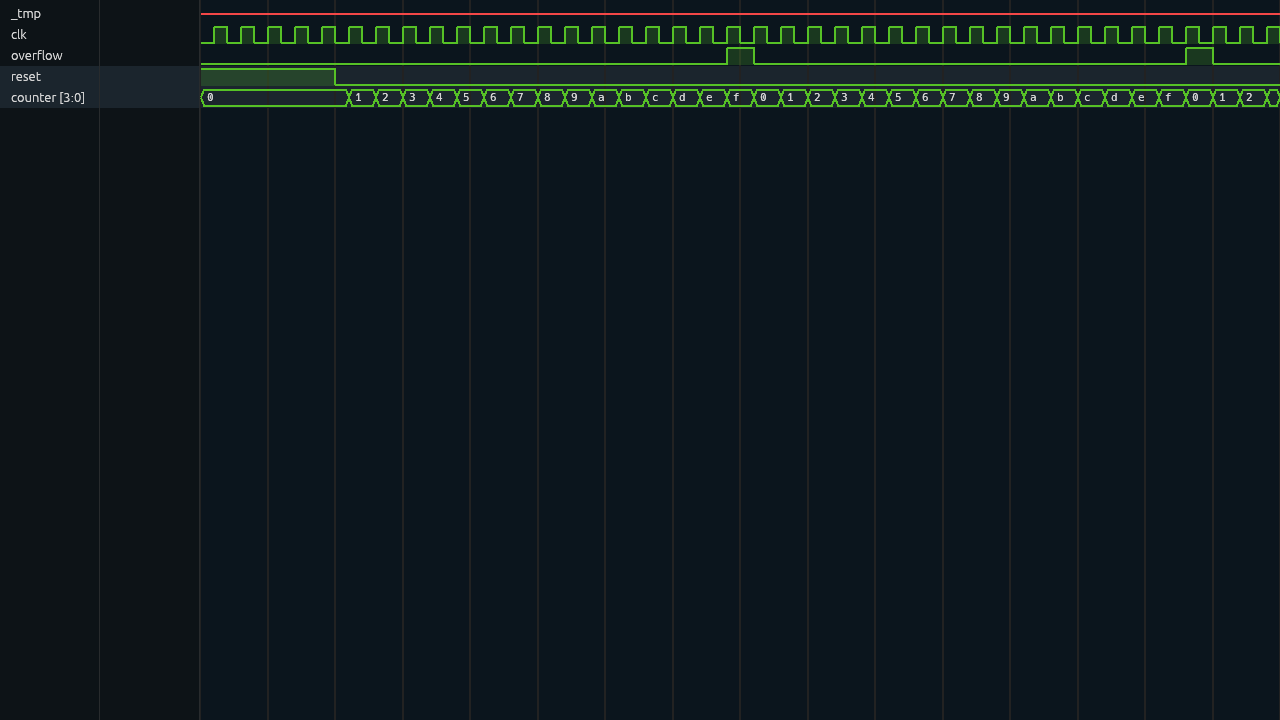 _tmp
clk
overflow
reset
counter [3:0] 0 1 2 3 4 5 6 7 8 9 a b c d e f 0 1 2 3 4 5 6 7 8 9 a b c d e f 0 1 2